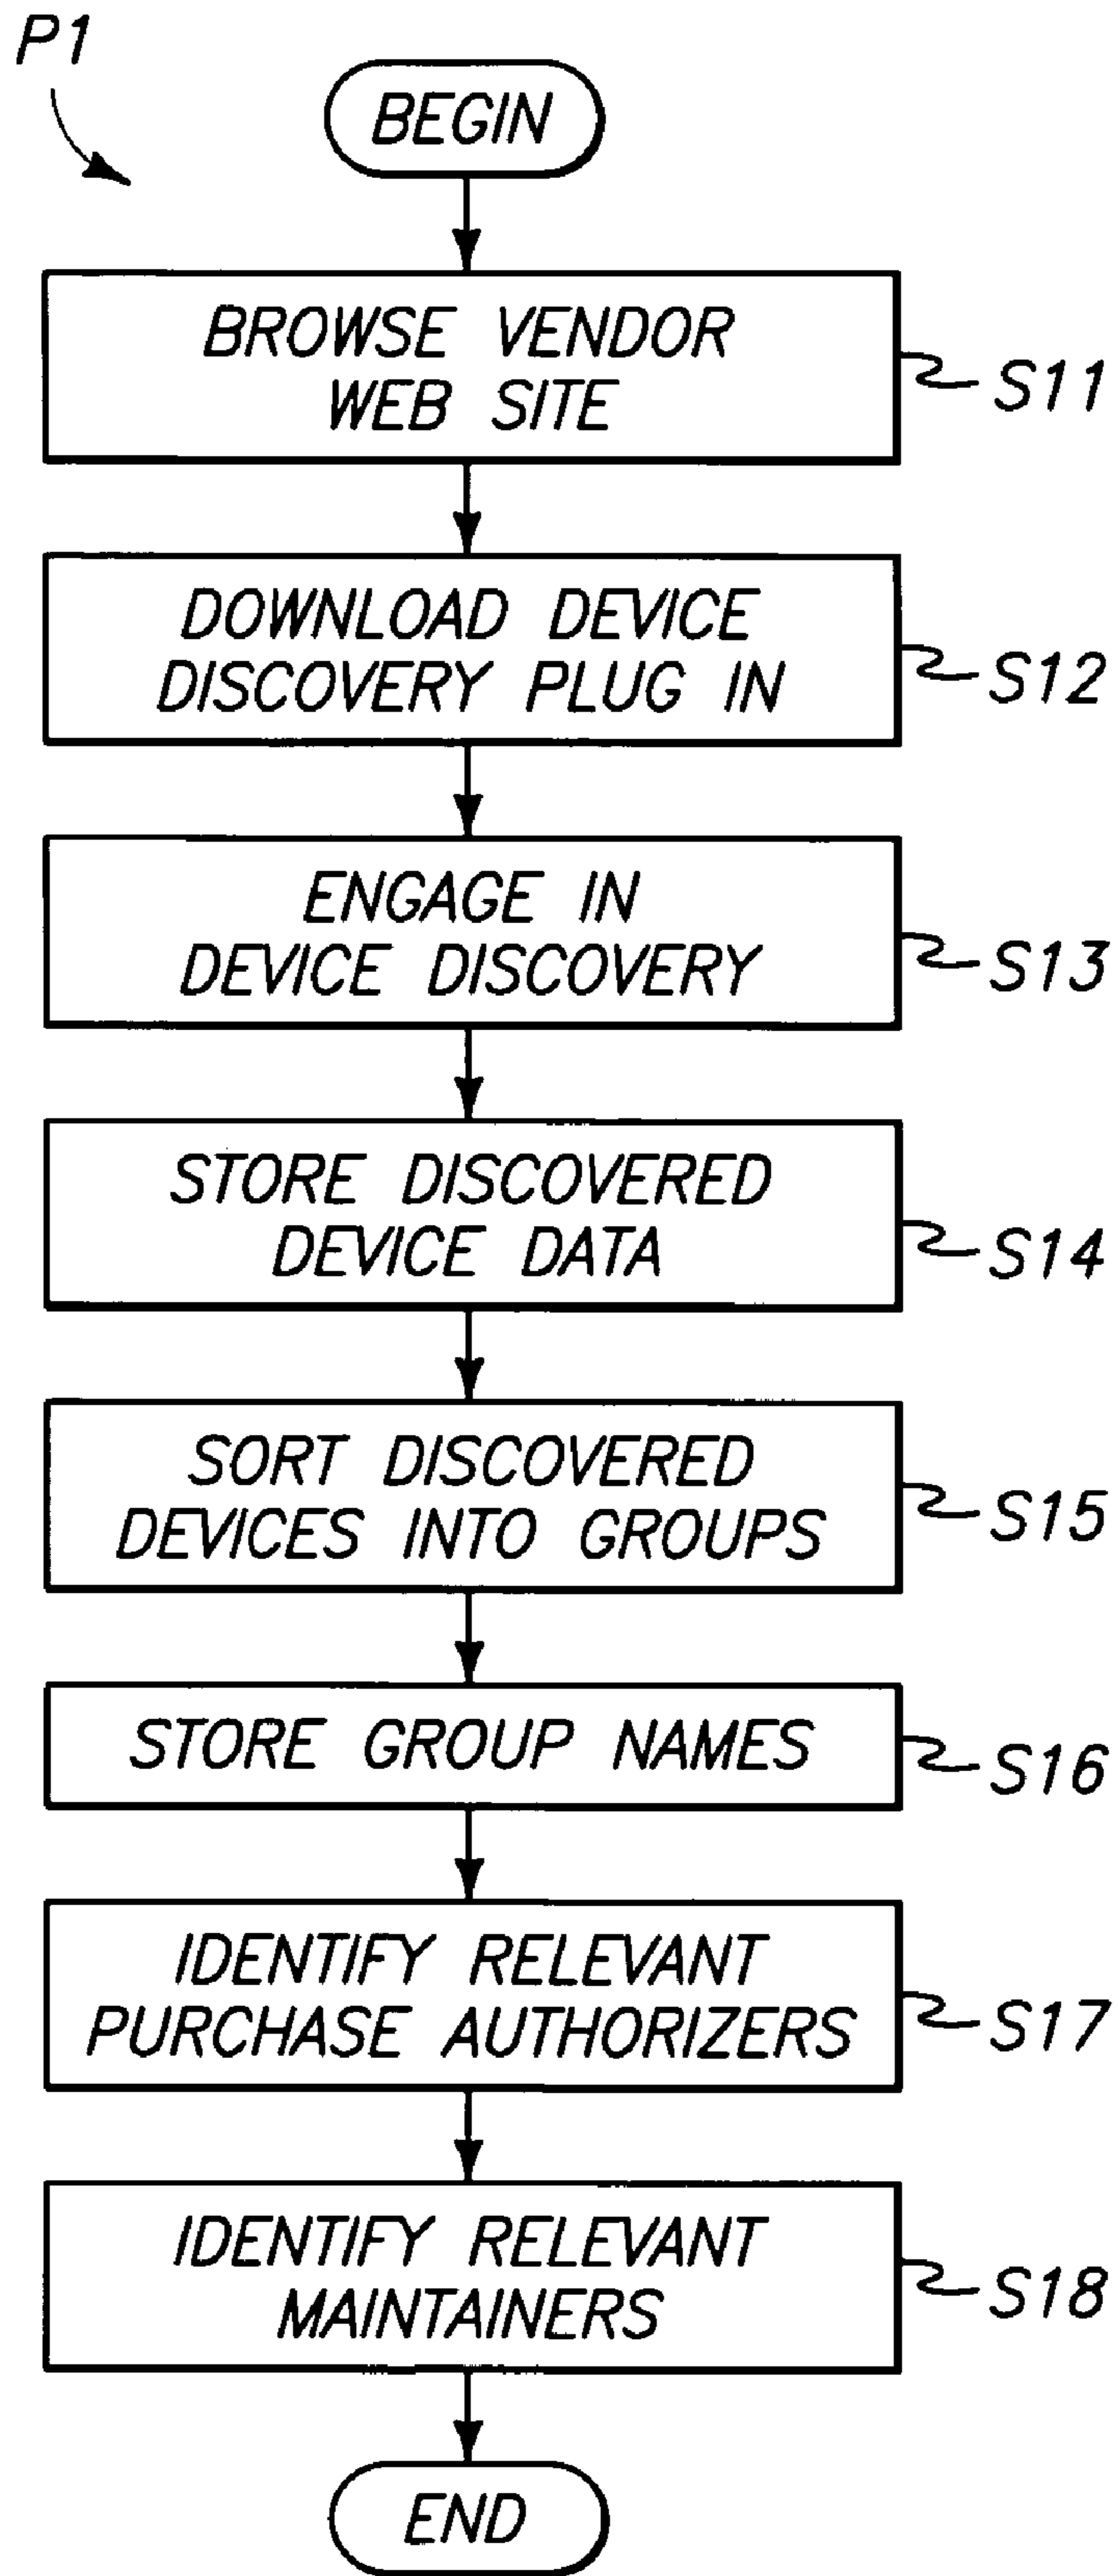 P1
BEGIN
BROWSE VENDOR
WEB SITE
S11
DOWNLOAD DEVICE
DISCOVERY PLUG IN
S12
ENGAGE IN
DEVICE DISCOVERY
S13
STORE DISCOVERED
DEVICE DATA
S14
SORT DISCOVERED
DEVICES INTO GROUPS
S15
STORE GROUP NAMES
S16
IDENTIFY RELEVANT
PURCHASE AUTHORIZERS
S17
IDENTIFY RELEVANT
MAINTAINERS
S18
END